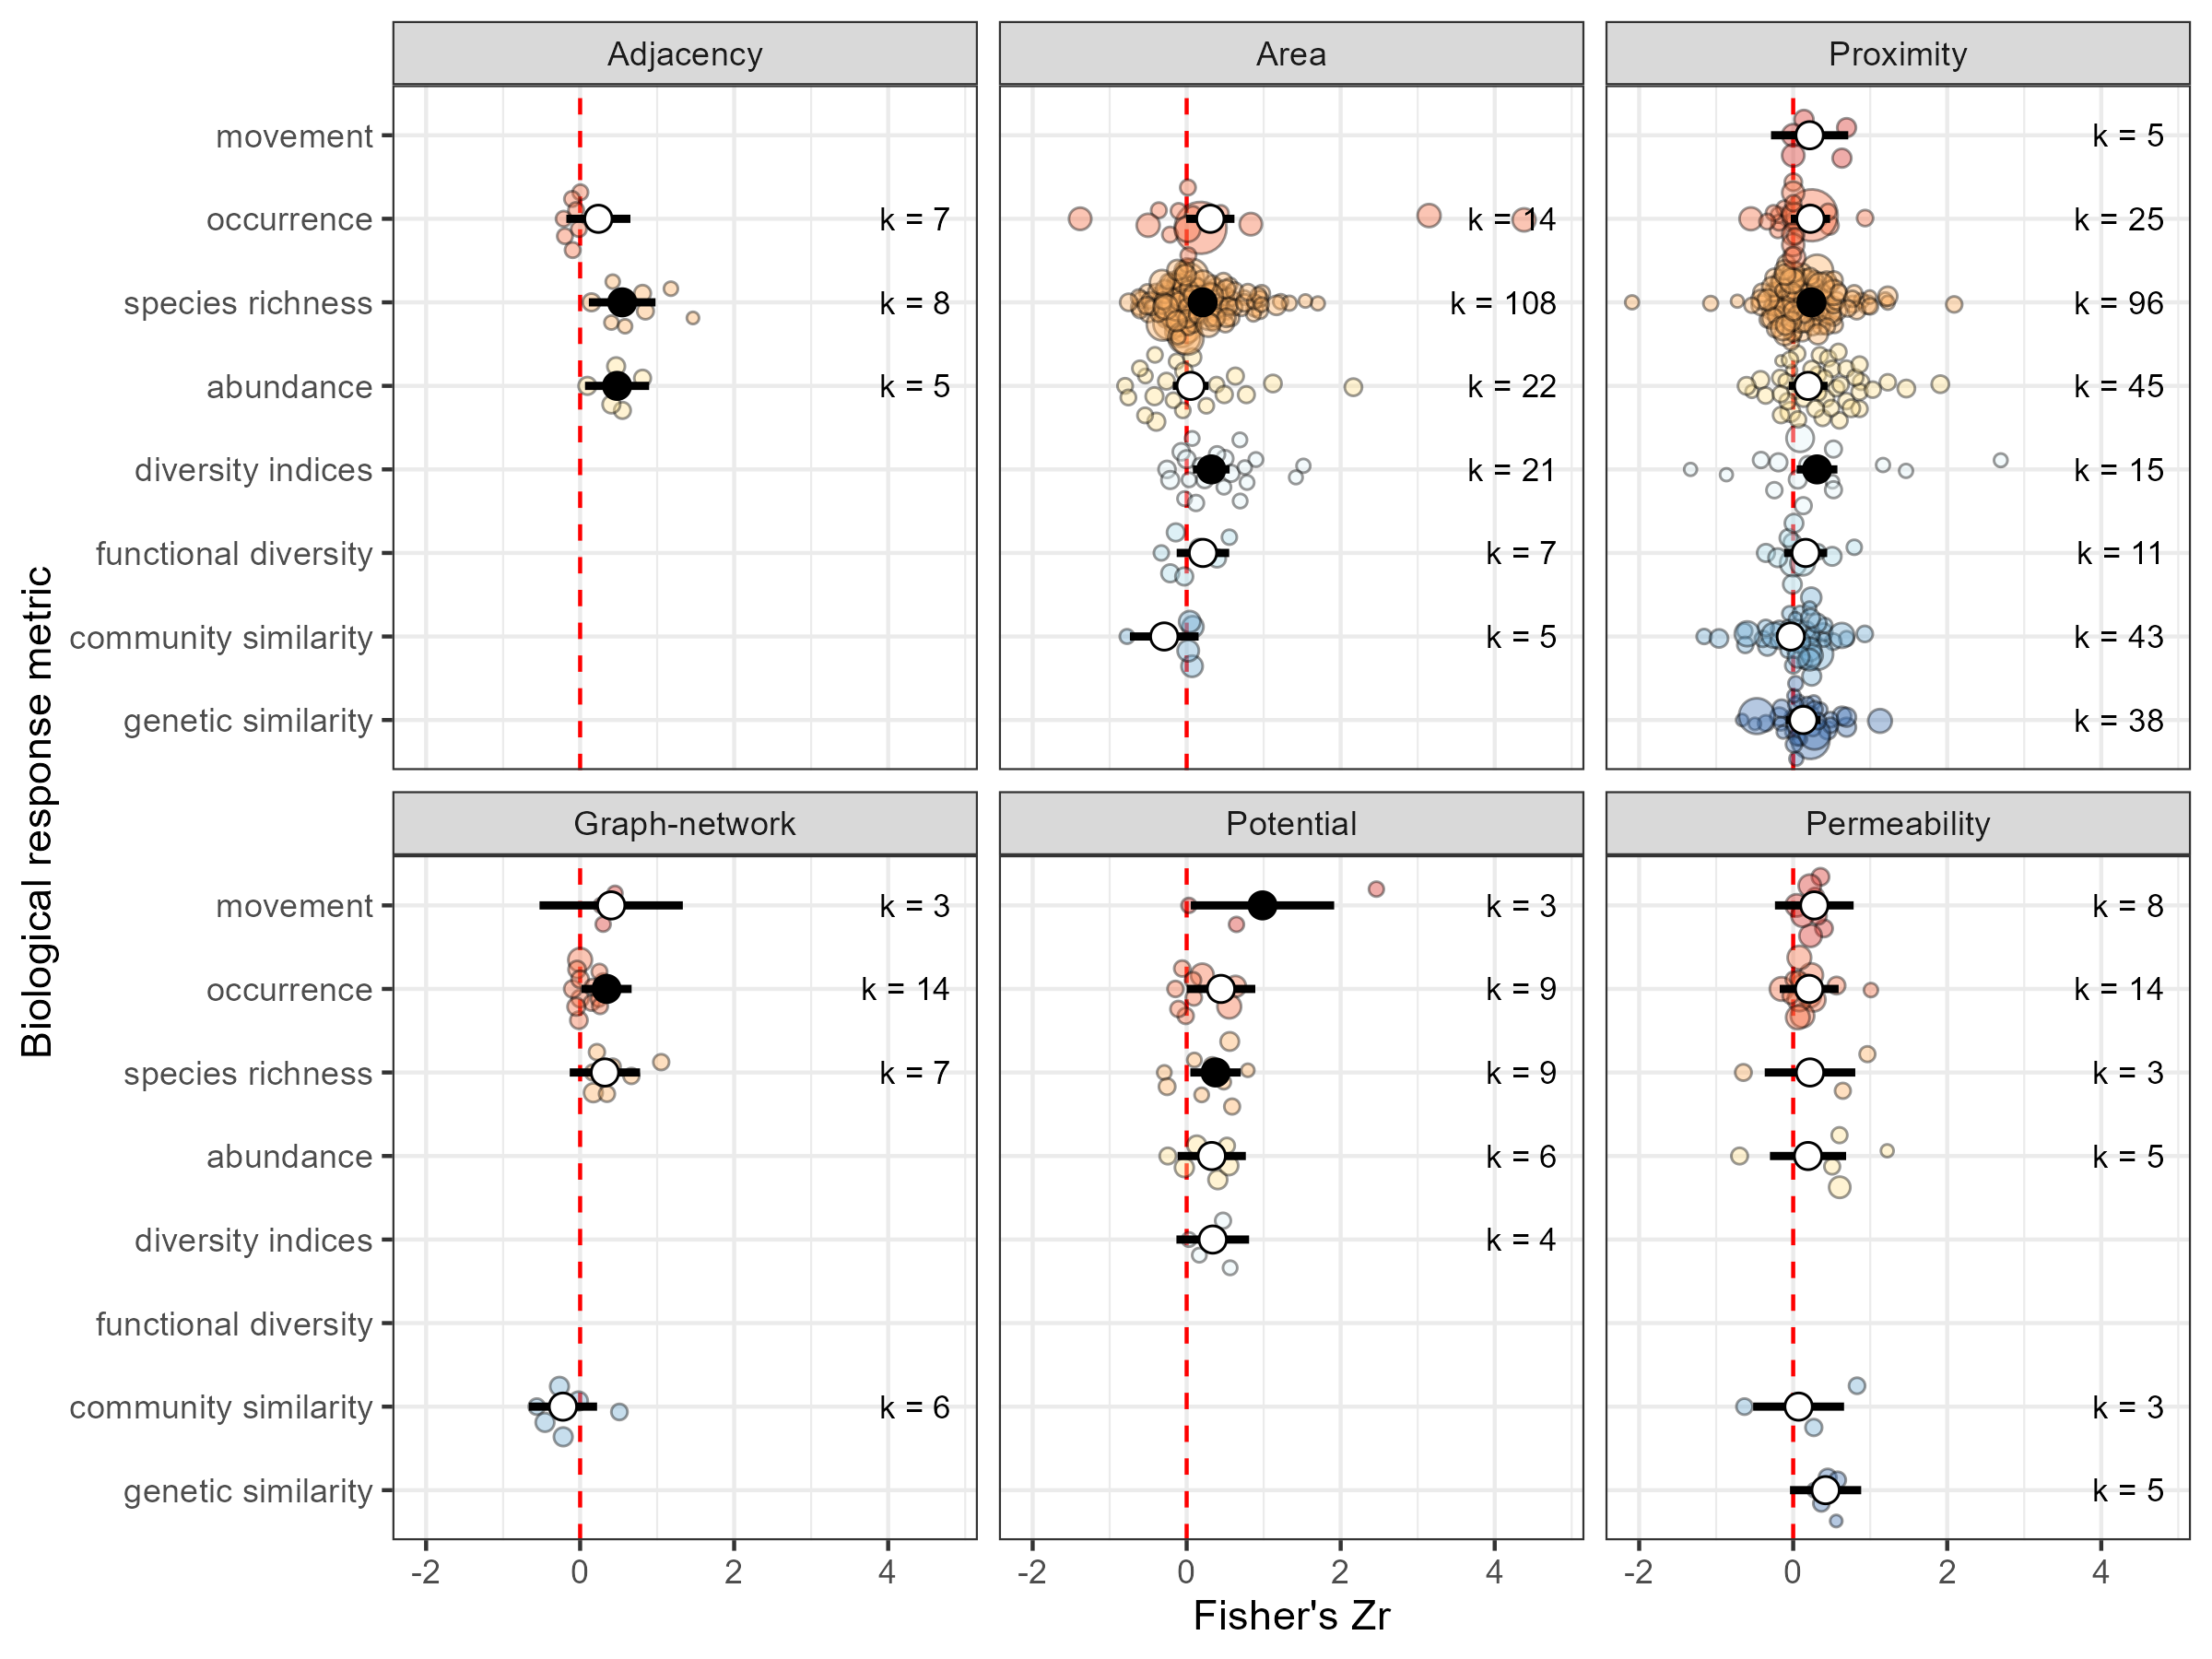 Adjacency
Area
Proximity
movement
k = 5
occurrence
k = 7
k = 14
k = 25
species richness
k = 8
k = 108
k = 96
abundance
k = 5
k = 22
k = 45
diversity indices
k = 21
k = 15
functional diversity
k = 7
k = 11
community similarity
k = 5
k = 43
genetic similarity
k = 38
Biological response metric
Graph-network
Potential
Permeability
movement
k = 3
k = 3
k = 8
occurrence
k = 14
k = 9
k = 14
species richness
k = 7
k = 9
k = 3
abundance
k = 6
k = 5
diversity indices
k = 4
functional diversity
community similarity
k = 6
k = 3
genetic similarity
k = 5
-2 0 2 4
-2 0 2 4
-2 0 2 4
Fisher's Zr